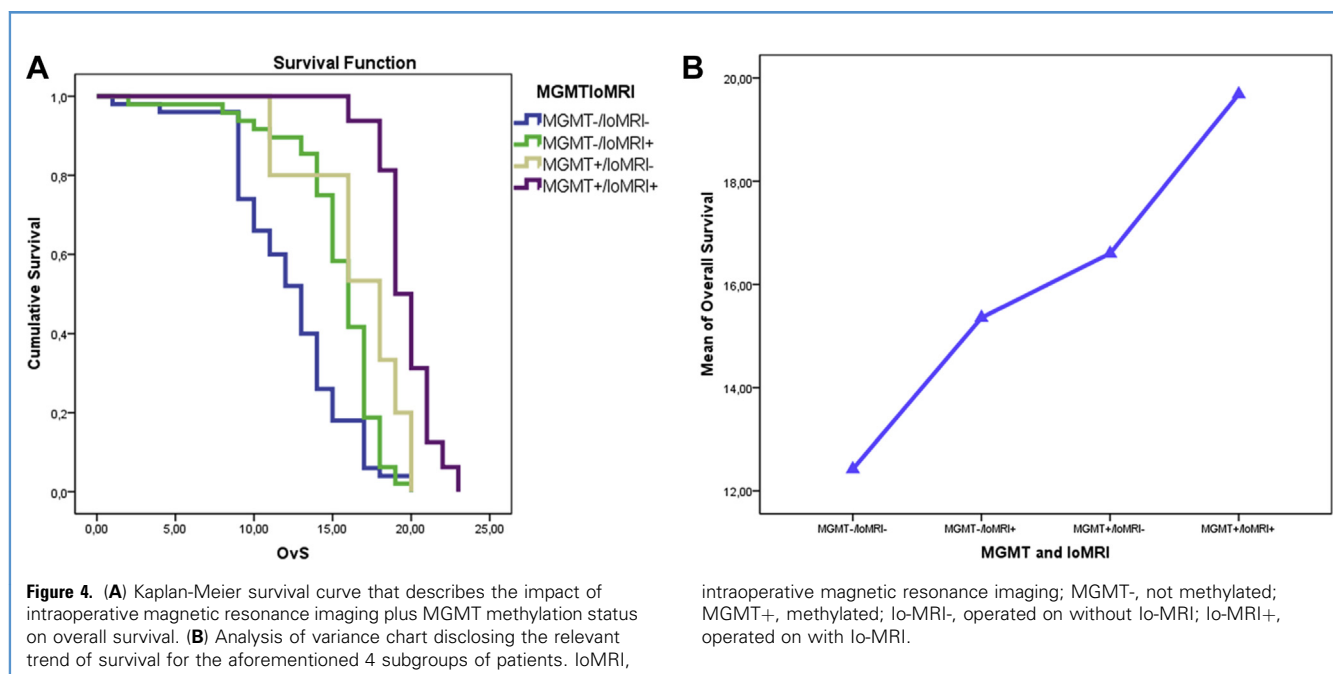 A
Survival Function
Cumulative Survival
1,0
0,8
0,6
0,4
0,2
0,0
0,00
5,00
10,00
15,00
20,00
25,00
OvS
MGMTIoMRI
MGMT-/IoMRI-
MGMT-/IoMRI+
MGMT+/IoMRI-
MGMT+/IoMRI+
B
Mean of Overall Survival
20,00
18,00
16,00
14,00
12,00
MGMT-/IoMRI-
MGMT-/IoMRI+
MGMT+/IoMRI-
MGMT+/IoMRI+
MGMT and IoMRI
Figure 4. (A) Kaplan-Meier survival curve that describes the impact of
intraoperative magnetic resonance imaging plus MGMT methylation status
on overall survival. (B) Analysis of variance chart disclosing the relevant
trend of survival for the aforementioned 4 subgroups of patients. IoMRI,
intraoperative magnetic resonance imaging; MGMT-, not methylated;
MGMT+, methylated; Io-MRI-, operated on without Io-MRI; Io-MRI+,
operated on with Io-MRI.